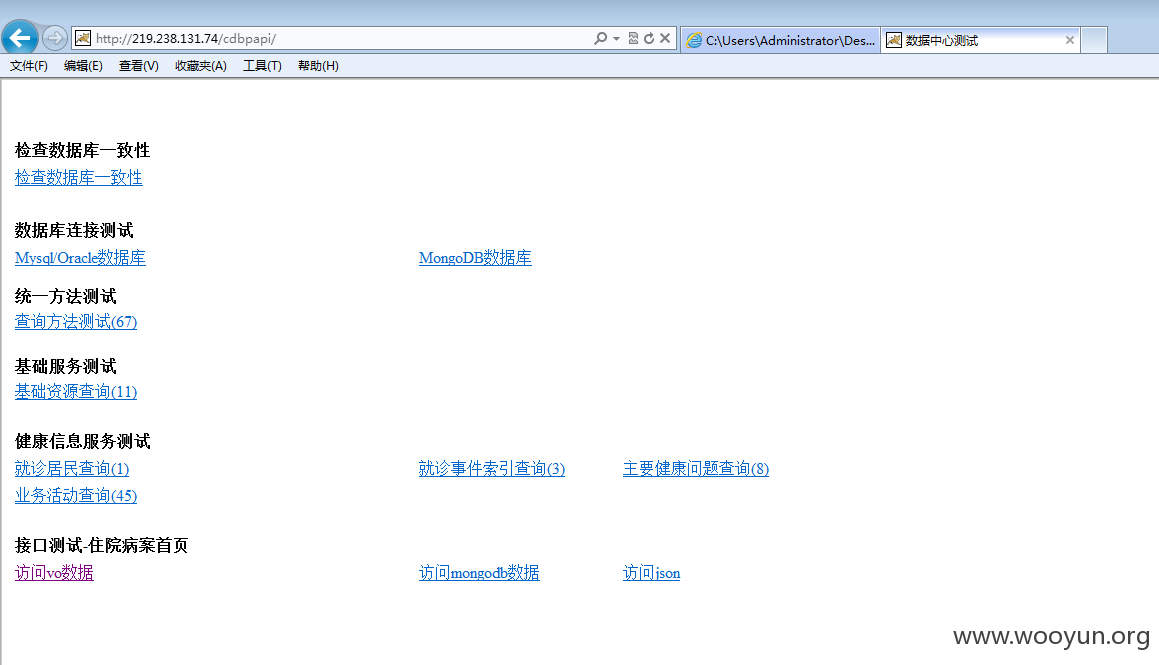 http://219.238.131.74/cdbpapi/
C:\Users\Administrator\Des...
数据中心测试
文件(F) 编辑(E) 查看(V) 收藏夹(A) 工具(T) 帮助(H)
检查数据库一致性
检查数据库一致性
数据库连接测试
Mysql/Oracle数据库 MongoDB数据库
统一方法测试
查询方法测试(67)
基础服务测试
基础资源查询(11)
健康信息服务测试
就诊居民查询(1) 就诊事件索引查询(3) 主要健康问题查询(8)
业务活动查询(45)
接口测试-住院病案首页
访问vo数据 访问mongodb数据 访问json
www.wooyun.org